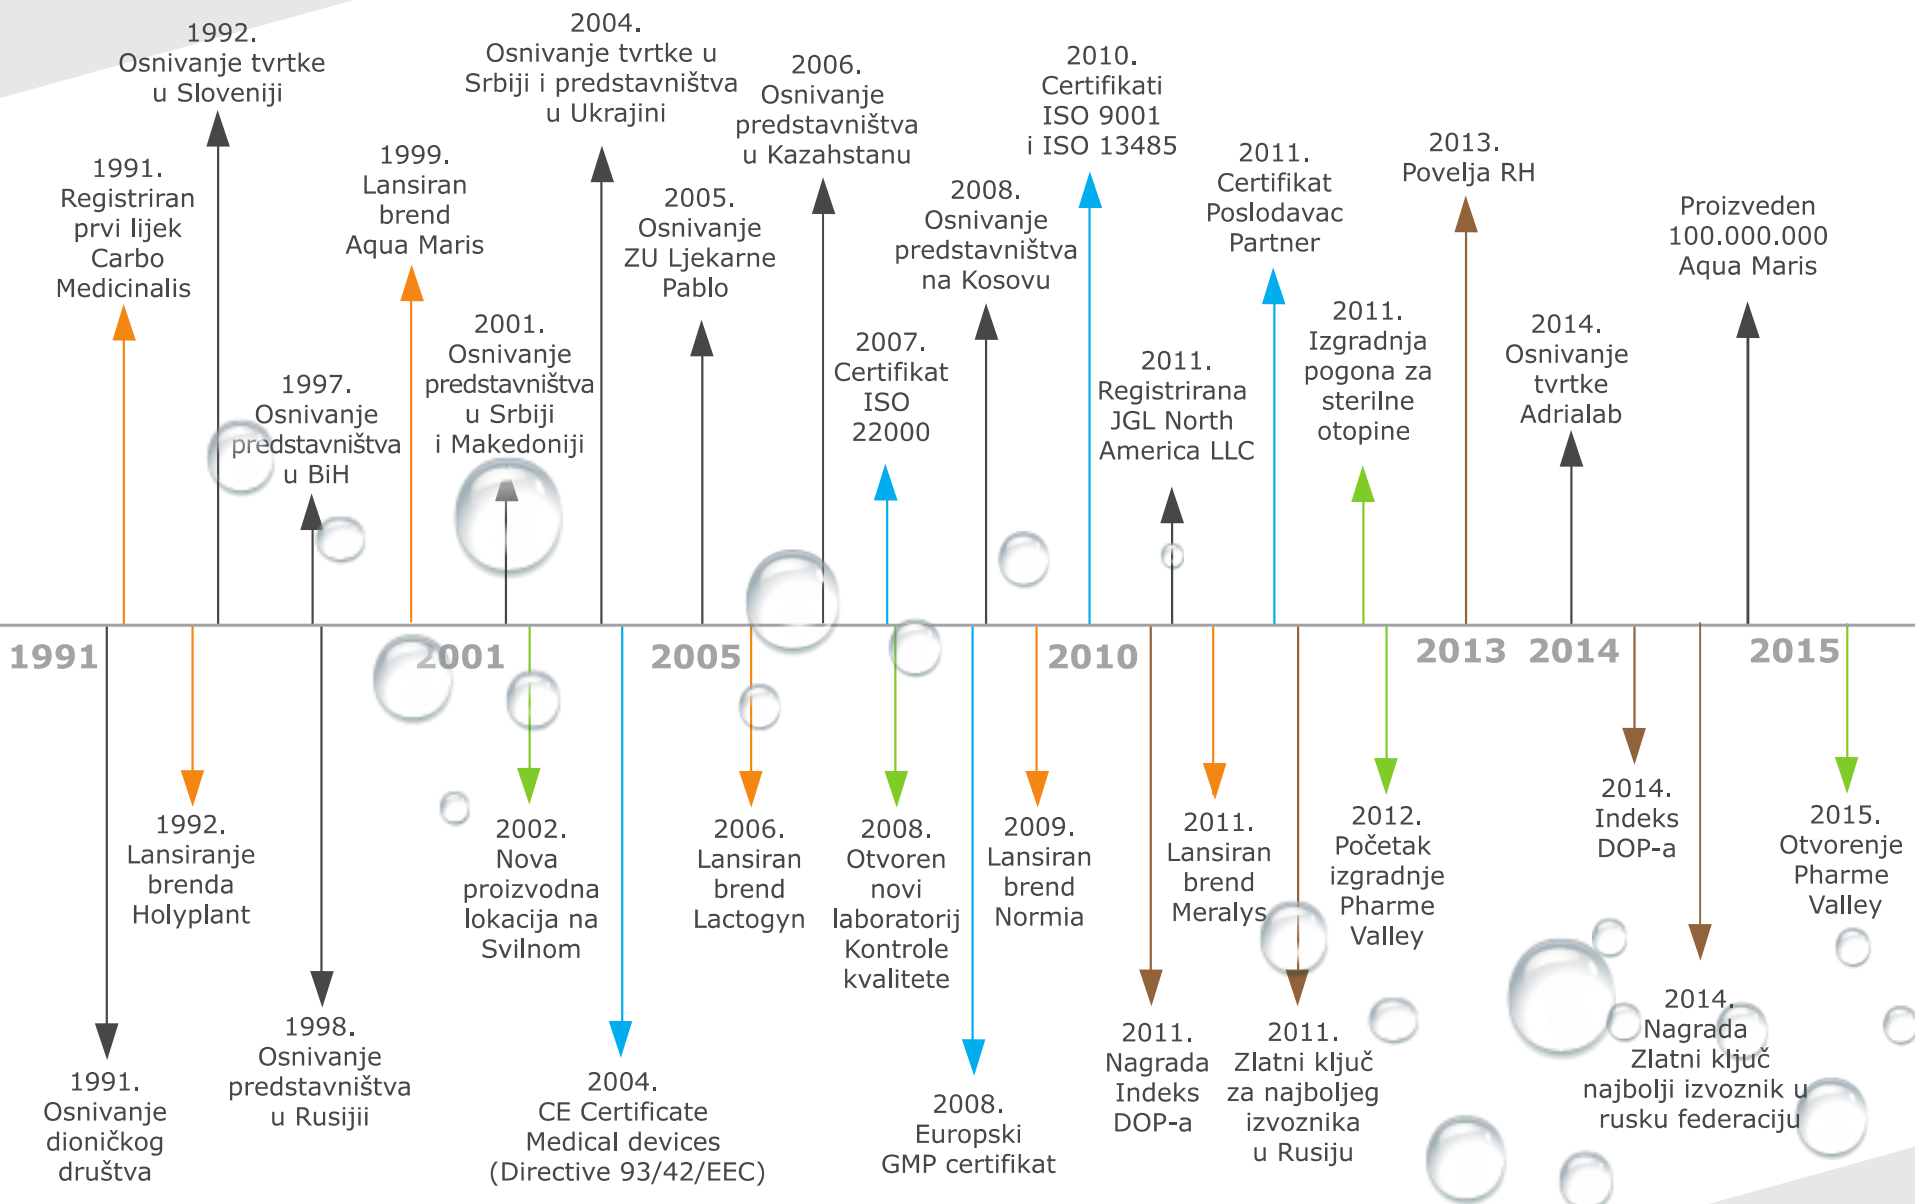 1992.
Osnivanje tvrtke
u Sloveniji
2004.
Osnivanje tvrtke u
Srbiji i predstavništva
u Ukrajini
2006.
Osnivanje
predstavništva
u Kazahstanu
2010.
Certifikati
ISO 9001
i ISO 13485
1991.
Registriran
prvi lijek
Carbo
Medicinalis
1999.
Lansiran
brend
Aqua Maris
2005.
Osnivanje
ZU Ljekarne
Pablo
2008.
Osnivanje
predstavništva
na Kosovu
2011.
Certifikat
Poslodavac
Partner
2013.
Povelja RH
Proizveden
100.000.000
Aqua Maris
1997.
Osnivanje
predstavništva
u BiH
2001.
Osnivanje
predstavništva
u Srbiji
i Makedoniji
2007.
Certifikat
ISO
22000
2011.
Registrirana
JGL North
America LLC
2011.
Izgradnja
pogona za
sterilne
otopine
2014.
Osnivanje
tvrtke
Adrialab
1991
2001
2005
2010
2013
2014
2015
1992.
Lansiranje
brenda
Holyplant
2002.
Nova
proizvodna
lokacija na
Svilnom
2006.
Lansiran
brend
Lactogyn
2008.
Otvoren
novi
laboratorij
Kontrole
kvalitete
2009.
Lansiran
brend
Normia
2011.
Lansiran
brend
Meralys
2012.
Početak
izgradnje
Pharme
Valley
2014.
Indeks
DOP-a
2015.
Otvorenje
Pharme
Valley
1991.
Osnivanje
dioničkog
društva
1998.
Osnivanje
predstavništva
u Rusijii
2004.
CE Certificate
Medical devices
(Directive 93/42/EEC)
2008.
Europski
GMP certifikat
2011.
Nagrada
Indeks
DOP-a
2011.
Zlatni ključ
za najboljeg
izvoznika
u Rusiju
2014.
Nagrada
Zlatni ključ
najbolji izvoznik u
rusku federaciju